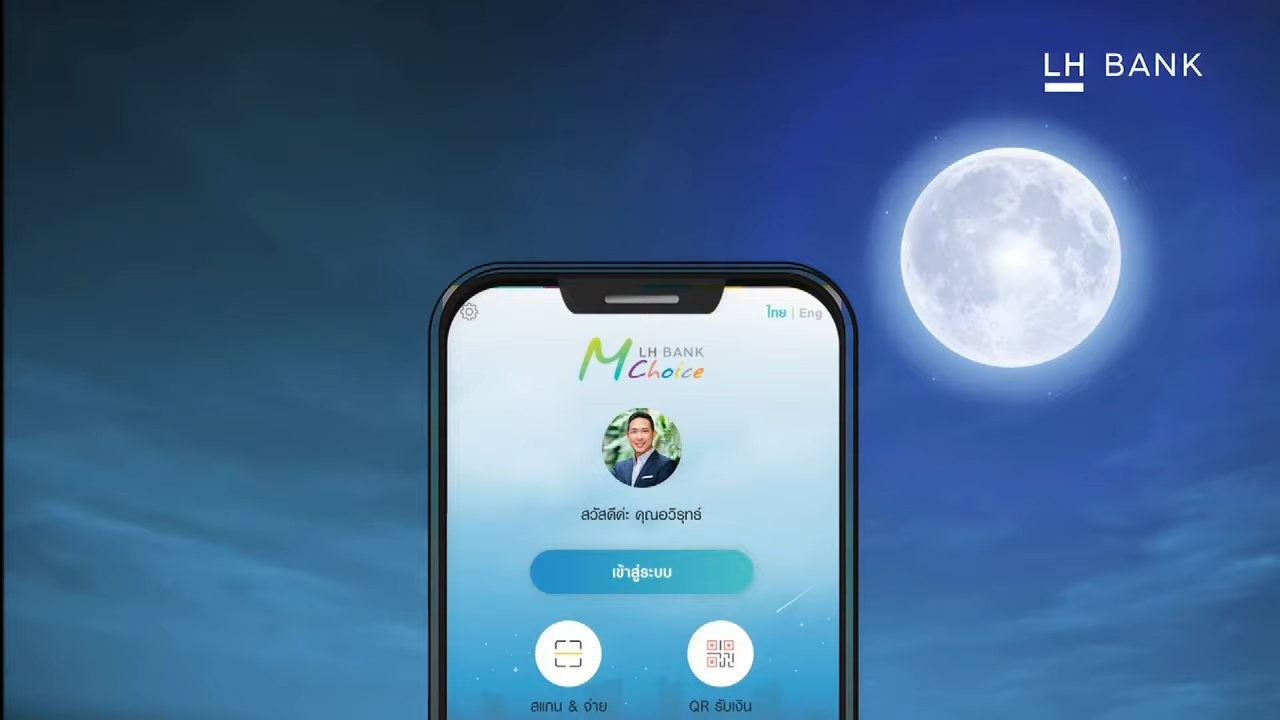 LH BANK
ไทย | Eng
M LH BANK
Choice
สวัสดีค่ะ คุณอวิรุทธ์
เข้าสู่ระบบ
สแกน & จ่าย
QR รับเงิน